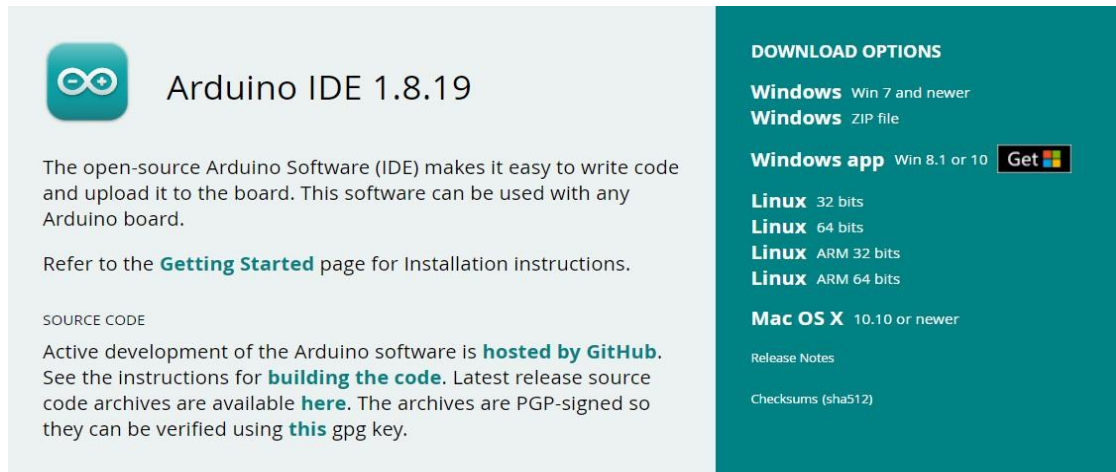 Arduino IDE 1.8.19
The open-source Arduino Software (IDE) makes it easy to write code
and upload it to the board. This software can be used with any
Arduino board.
Refer to the Getting Started page for Installation instructions.
SOURCE CODE
Active development of the Arduino software is hosted by GitHub.
See the instructions for building the code. Latest release source
code archives are available here. The archives are PGP-signed so
they can be verified using this gpg key.
DOWNLOAD OPTIONS
Windows Win 7 and newer
Windows ZIP file
Windows app Win 8.1 or 10 Get
Linux 32 bits
Linux 64 bits
Linux ARM 32 bits
Linux ARM 64 bits
Mac OS X 10.10 or newer
Release Notes
Checksums (sha512)